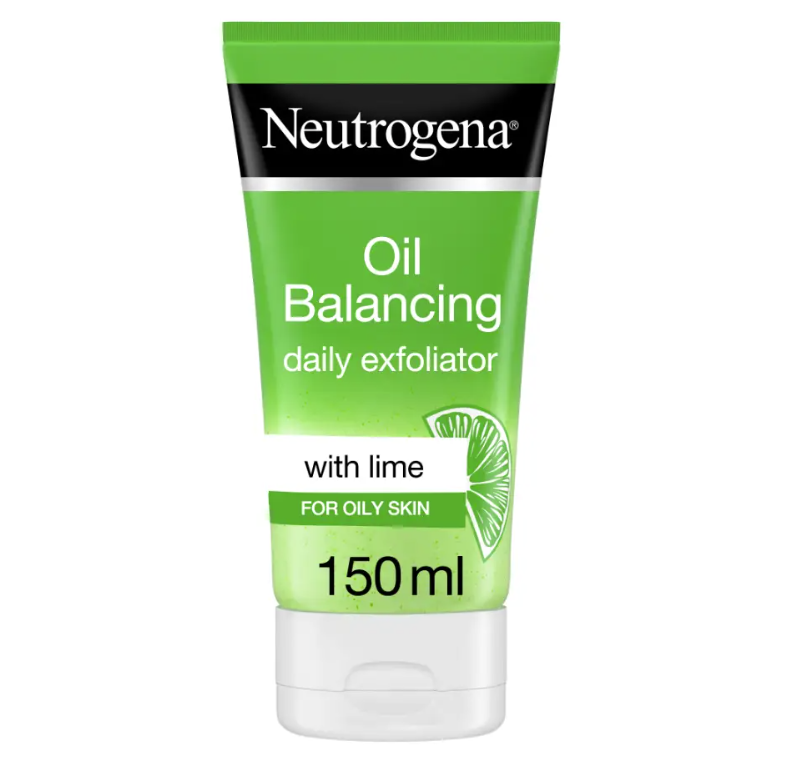 Neutrogena®
Oil
Balancing
daily exfoliator
with lime
FOR OILY SKIN
150 ml